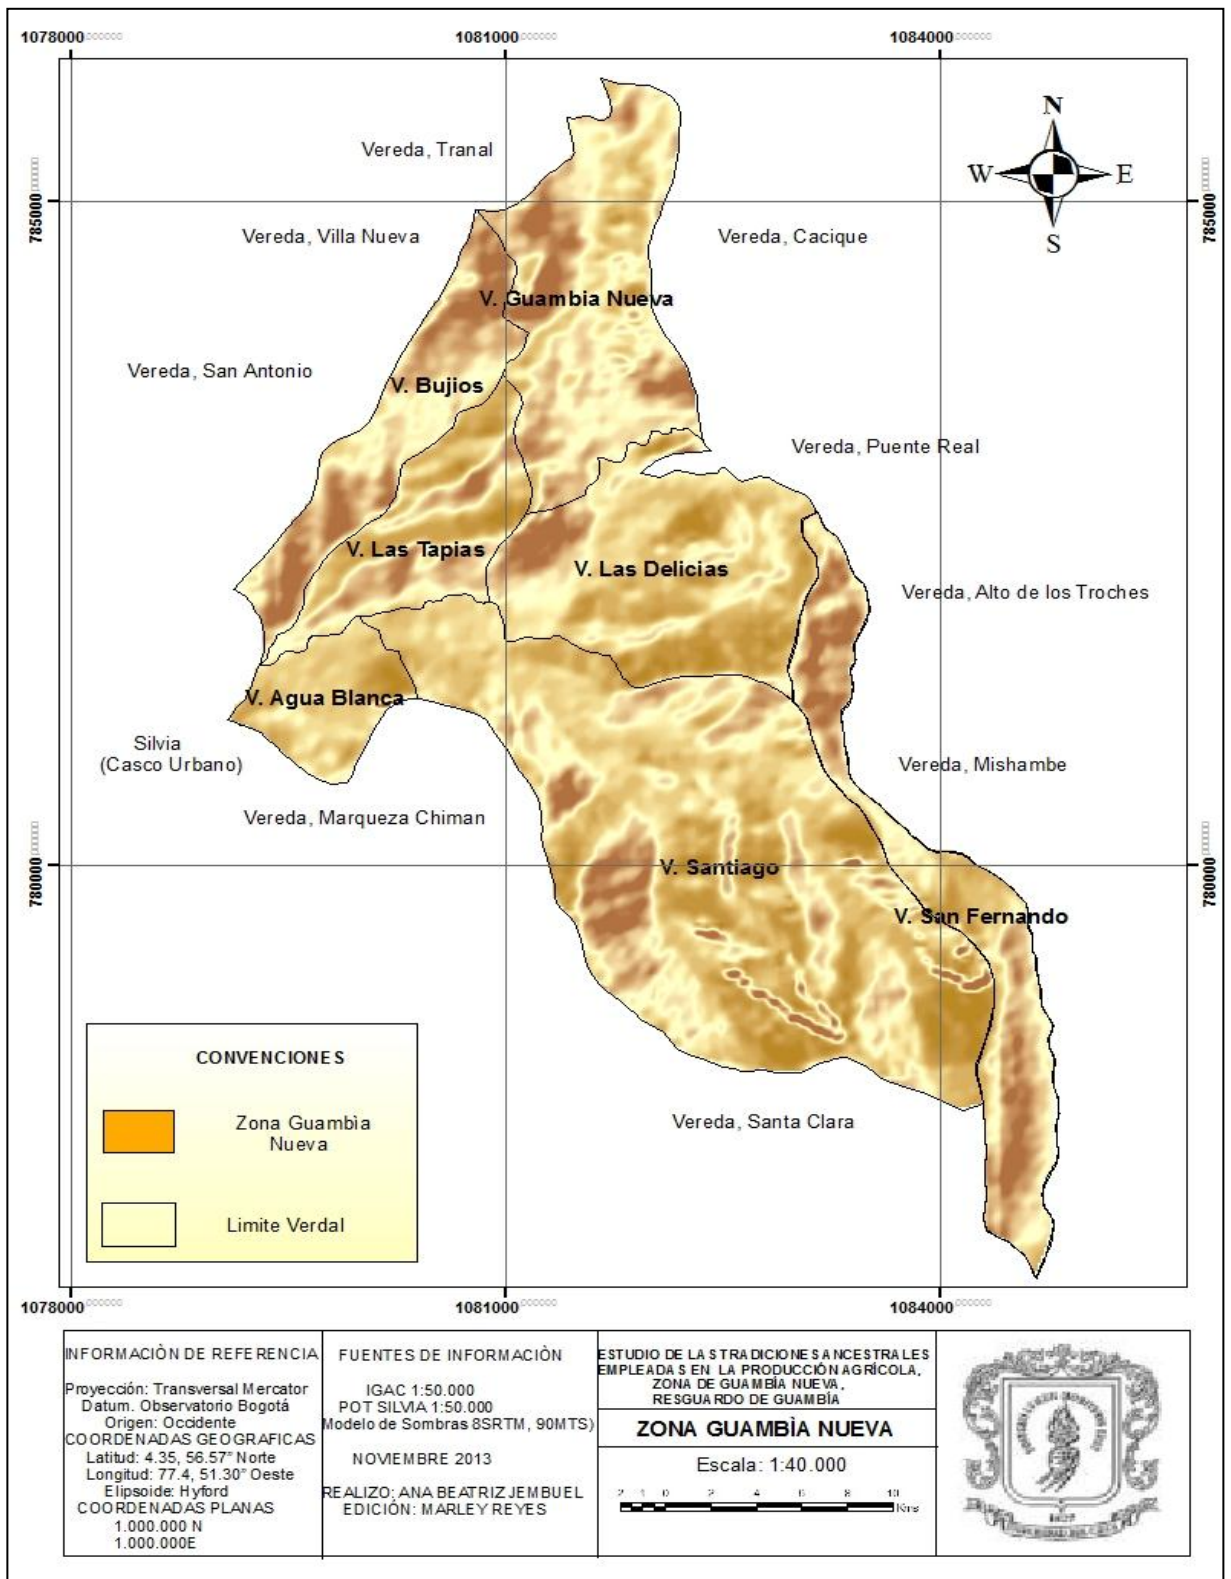 1078000
1081000
1084000
N
W
E
S
785000
785000
Vereda, Tranal
Vereda, Villa Nueva
Vereda, Cacique
V. Guambia Nueva
Vereda, San Antonio
V. Bujios
Vereda, Puente Real
V. Las Tapias
V. Las Delicias
Vereda, Alto de los Troches
V. Agua Blanca
Silvia
(Casco Urbano)
Vereda, Mishambe
Vereda, Marqueza Chiman
780000
780000
V. Santiago
V. San Fernando
Vereda, Santa Clara
CONVENCIONES
Zona Guambìa
Nueva
Limite Verdal
1078000
1081000
1084000
INFORMACIÒN DE REFERENCIA
Proyección: Transversal Mercator
Datum. Observatorio Bogotá
Origen: Occidente
COORDENADAS GEOGRAFICAS
Latitud: 4.35, 56.57" Norte
Longitud: 77.4, 51.30" Oeste
Elipsoide: Hyford
COORDENADAS PLANAS
1.000.000 N
1.000.000E
FUENTES DE INFORMACIÒN
IGAC 1:50.000
POT SILVIA 1:50.000
Modelo de Sombras 8SRTM, 90MTS)
NOVIEMBRE 2013
REALIZO: ANA BEATRIZ JEMBUEL
EDICIÓN: MARLEY REYES
ESTUDIO DE LAS TRADICIONES ANCESTRALES
EMPLEADAS EN LA PRODUCCIÓN AGRÍCOLA,
ZONA DE GUAMBÍA NUEVA,
RESGUARDO DE GUAMBÍA
ZONA GUAMBÌA NUEVA
Escala: 1:40.000
2 1 0 2 4 6 8 10
Kms